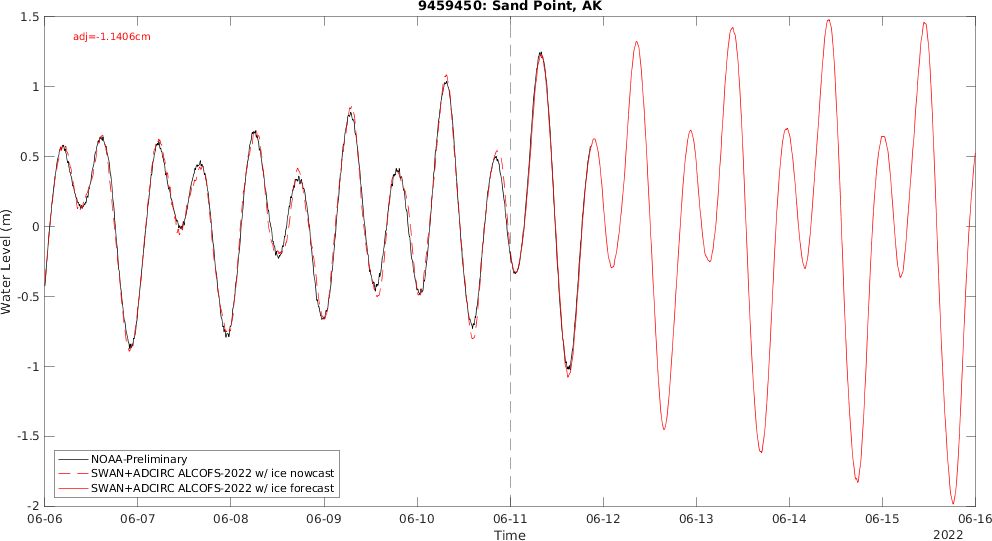 9459450: Sand Point, AK
adj=-1.1406cm
1.5
1
0.5
0
-0.5
-1
-1.5
-2
Water Level (m)
NOAA-Preliminary
SWAN+ADCIRC ALCOFS-2022 w/ ice nowcast
SWAN+ADCIRC ALCOFS-2022 w/ ice forecast
06-06 06-07 06-08 06-09 06-10 06-11 06-12 06-13 06-14 06-15 06-16
Time
2022